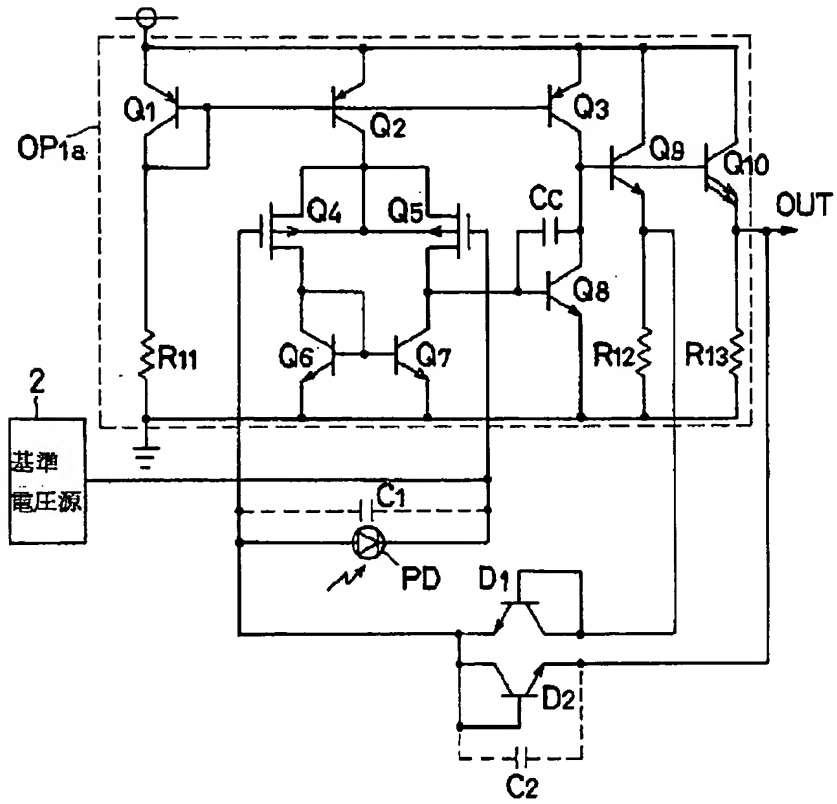 OP1a
Q1
Q2
Q3
Q9
Q10
OUT
Q4
Q5
Cc
Q8
R11
Q6
Q7
R12
R13
2
基準
電圧源
C1
PD
D1
D2
C2